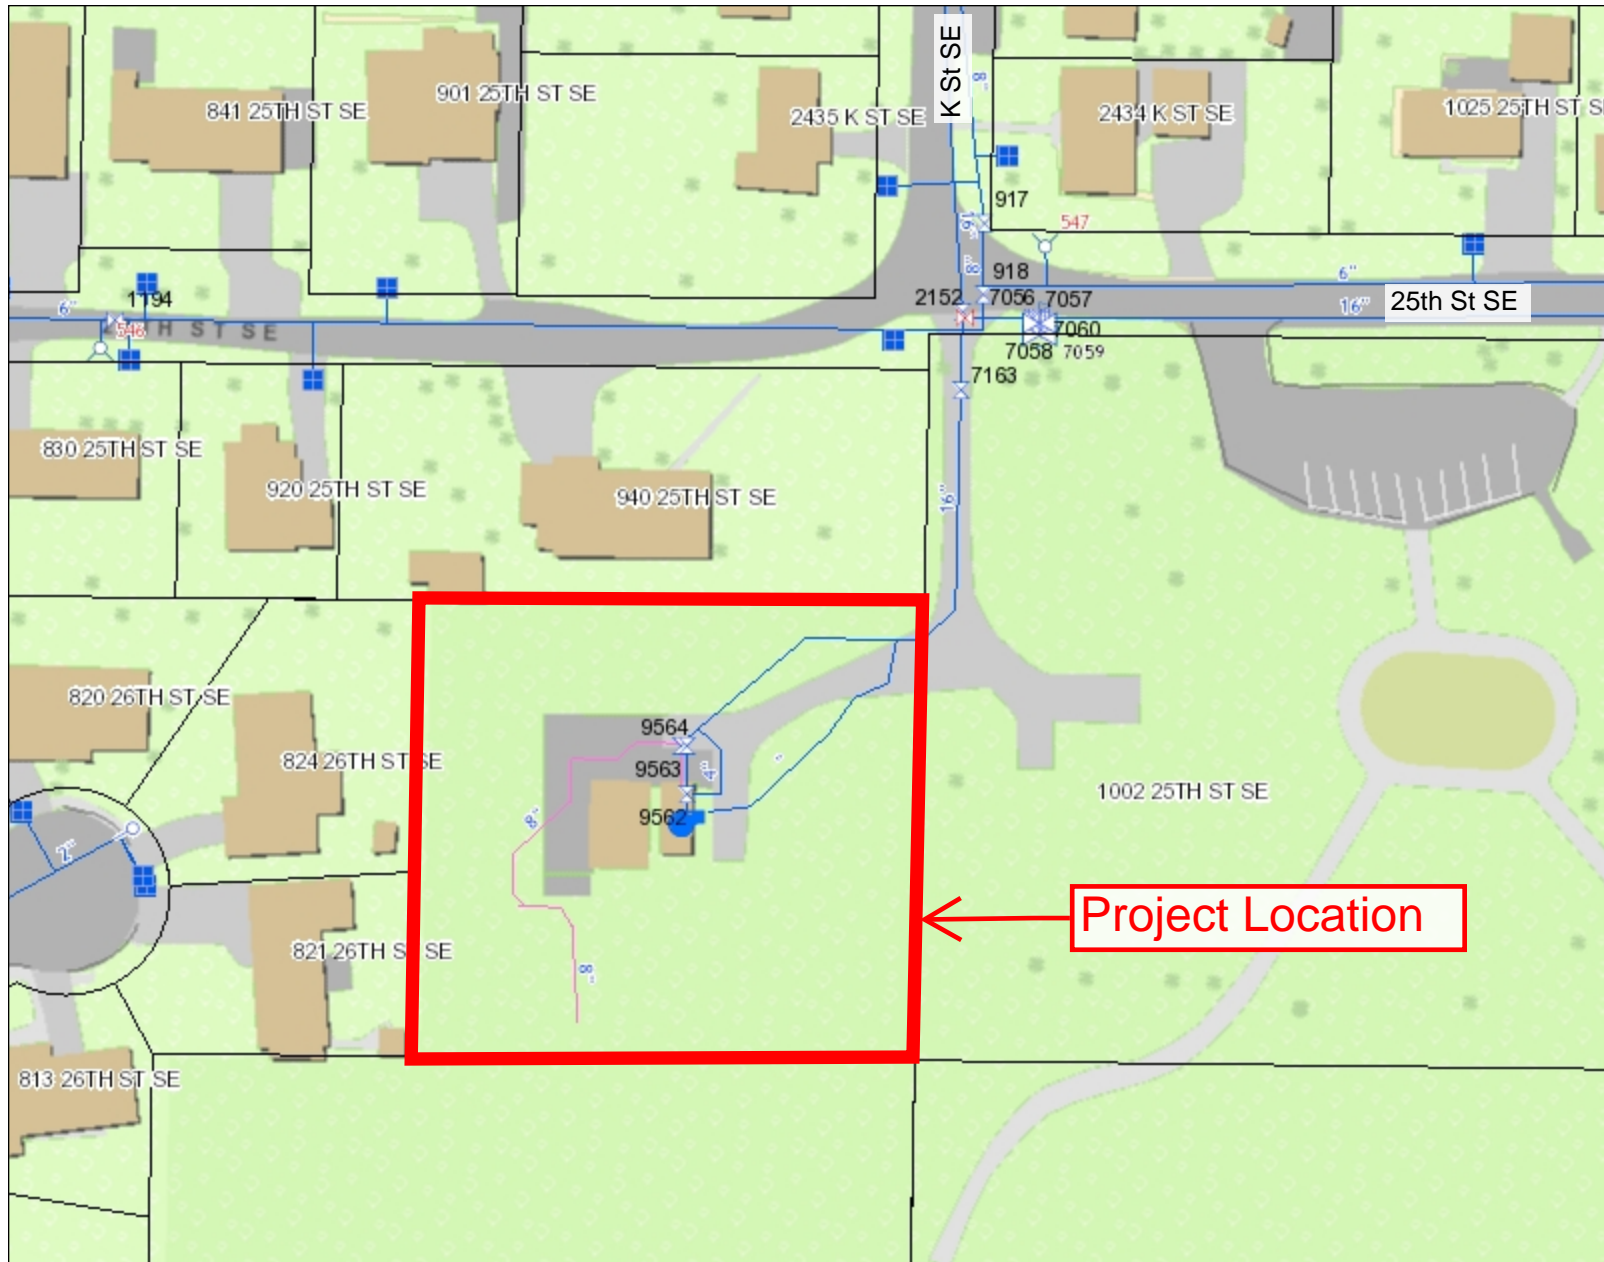 K St SE
8"
841 25TH ST SE
901 25TH ST SE
2435 K ST SE
2434 K ST SE
1025 25TH ST S
917
547
16"
8"
918
6"
6"
1194
2152
7056
7057
16"
25th St SE
546
TH ST SE
7060
7058
7059
7163
830 25TH ST SE
920 25TH ST SE
940 25TH ST SE
16"
820 26TH ST SE
9564
824 26TH ST SE
9563
4"
1002 25TH ST SE
8"
9562
2"
Project Location
821 26TH ST SE
8"
813 26TH ST SE